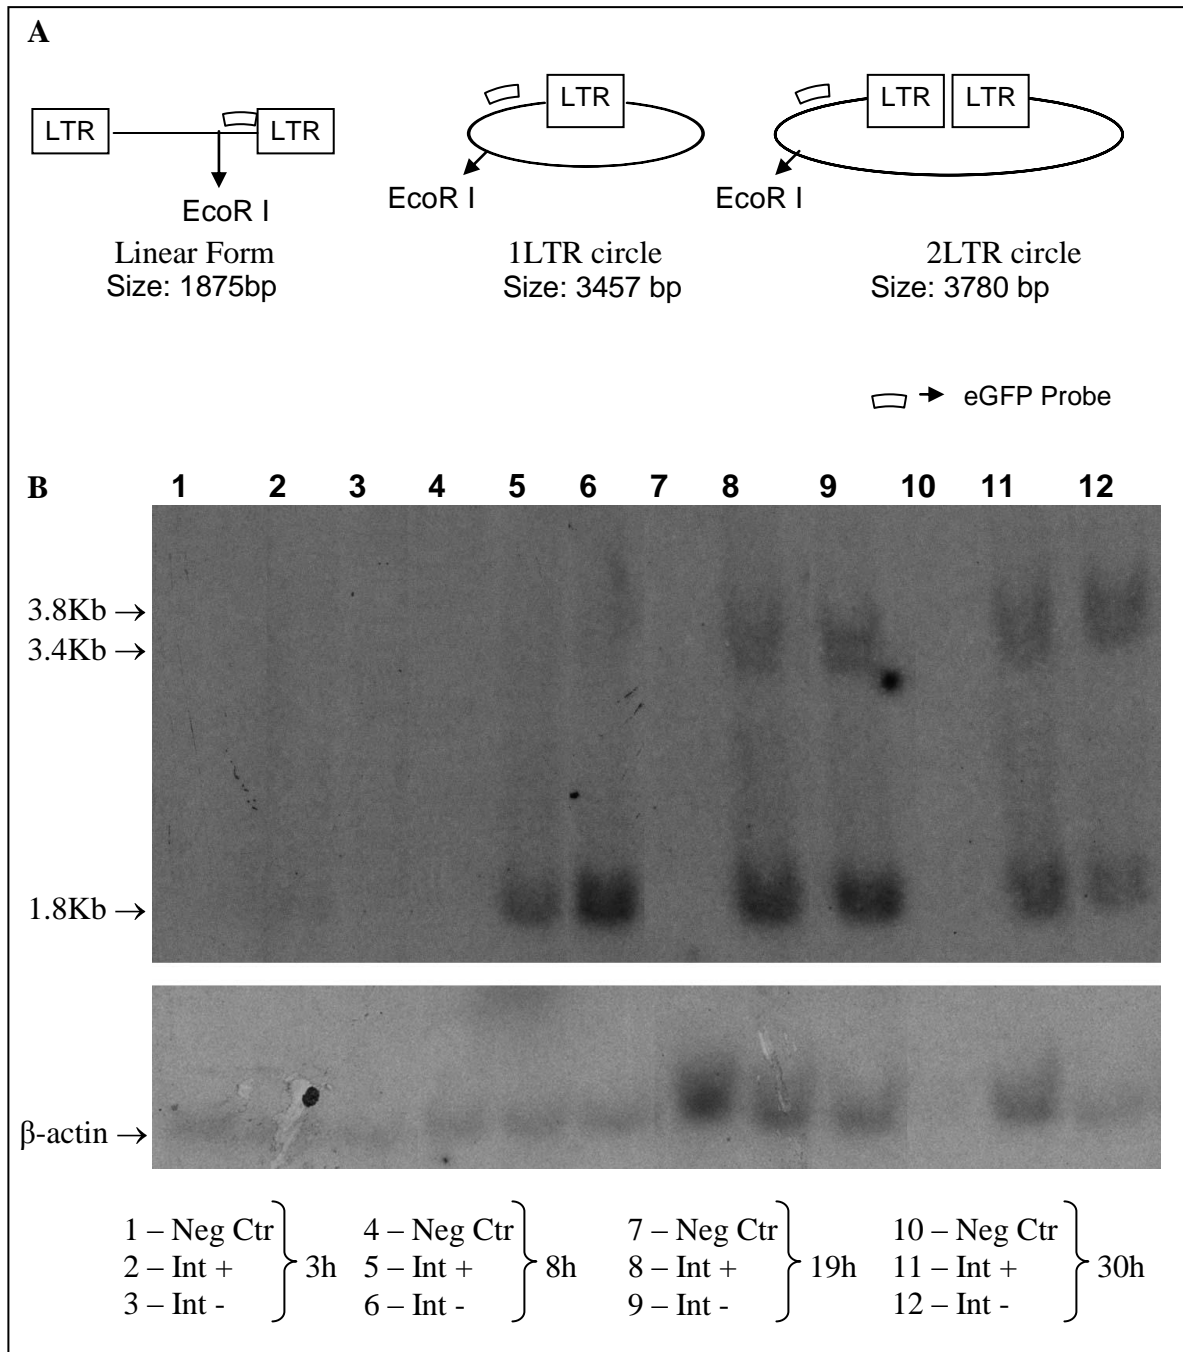 A
LTR LTR LTR LTR LTR
EcoR I EcoR I EcoR I
Linear Form 1LTR circle 2LTR circle
Size: 1875bp Size: 3457 bp Size: 3780 bp
eGFP Probe
B 1 2 3 4 5 6 7 8 9 10 11 12
3.8Kb →
3.4Kb →
1.8Kb →
β-actin →
1 – Neg Ctr 4 – Neg Ctr 7 – Neg Ctr 10 – Neg Ctr
2 – Int + 3h 5 – Int + 8h 8 – Int + 19h 11 – Int + 30h
3 – Int - 6 – Int - 9 – Int - 12 – Int -